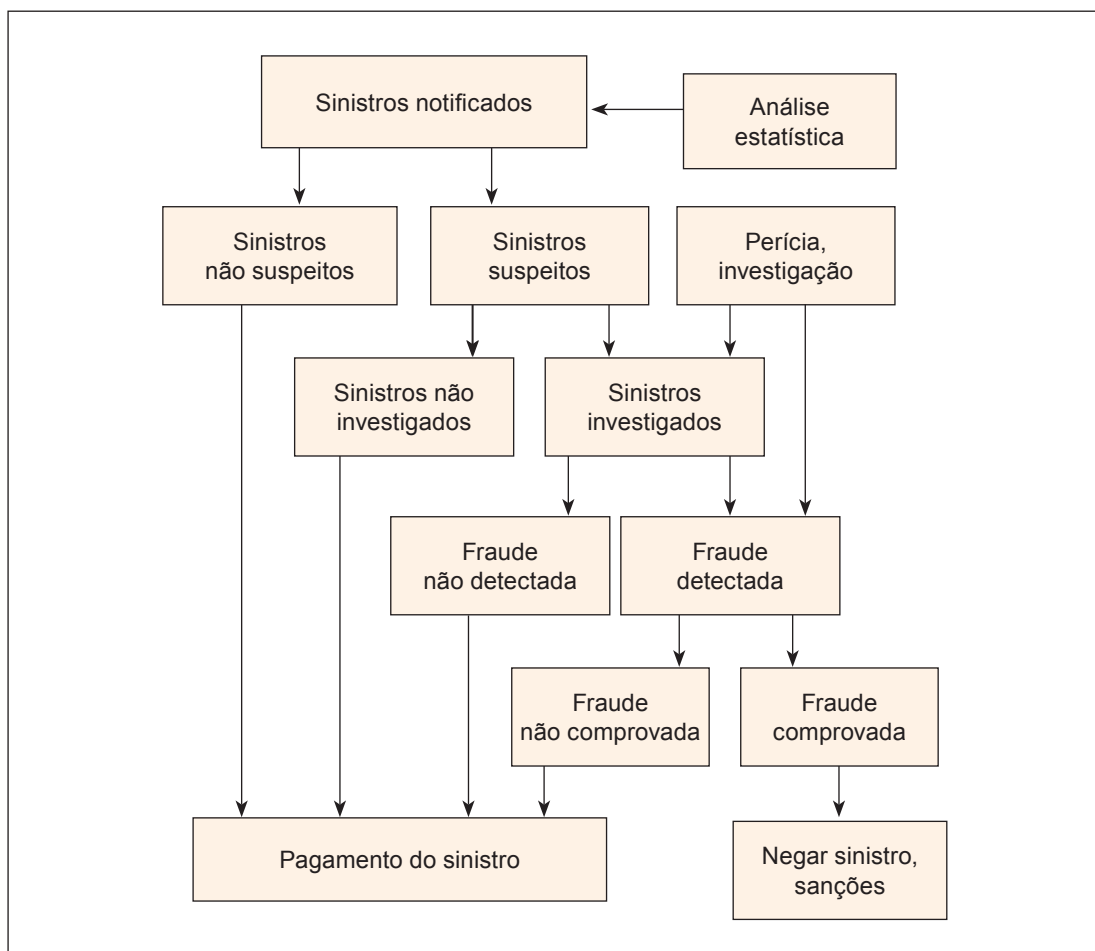 Sinistros notificados
Análise
estatística
Sinistros
não suspeitos
Sinistros
suspeitos
Perícia,
investigação
Sinistros não
investigados
Sinistros
investigados
Fraude
não detectada
Fraude
detectada
Fraude
não comprovada
Fraude
comprovada
Pagamento do sinistro
Negar sinistro,
sanções